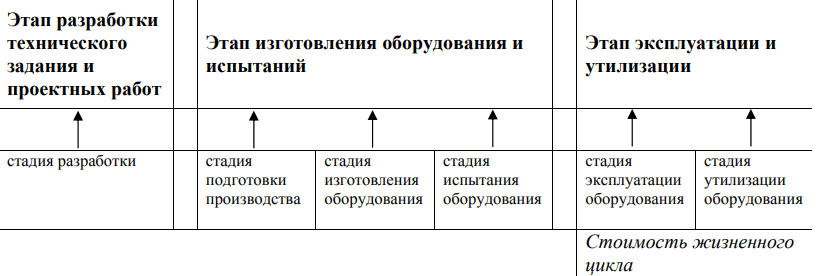 Этап разработки
технического
задания и
проектных работ
Этап изготовления оборудования и
испытаний
Этап эксплуатации и
утилизации
стадия разработки
стадия
подготовки
производства
стадия
изготовления
оборудования
стадия
испытания
оборудования
стадия
эксплуатации
оборудования
стадия
утилизации
оборудования
Стоимость жизненного
цикла